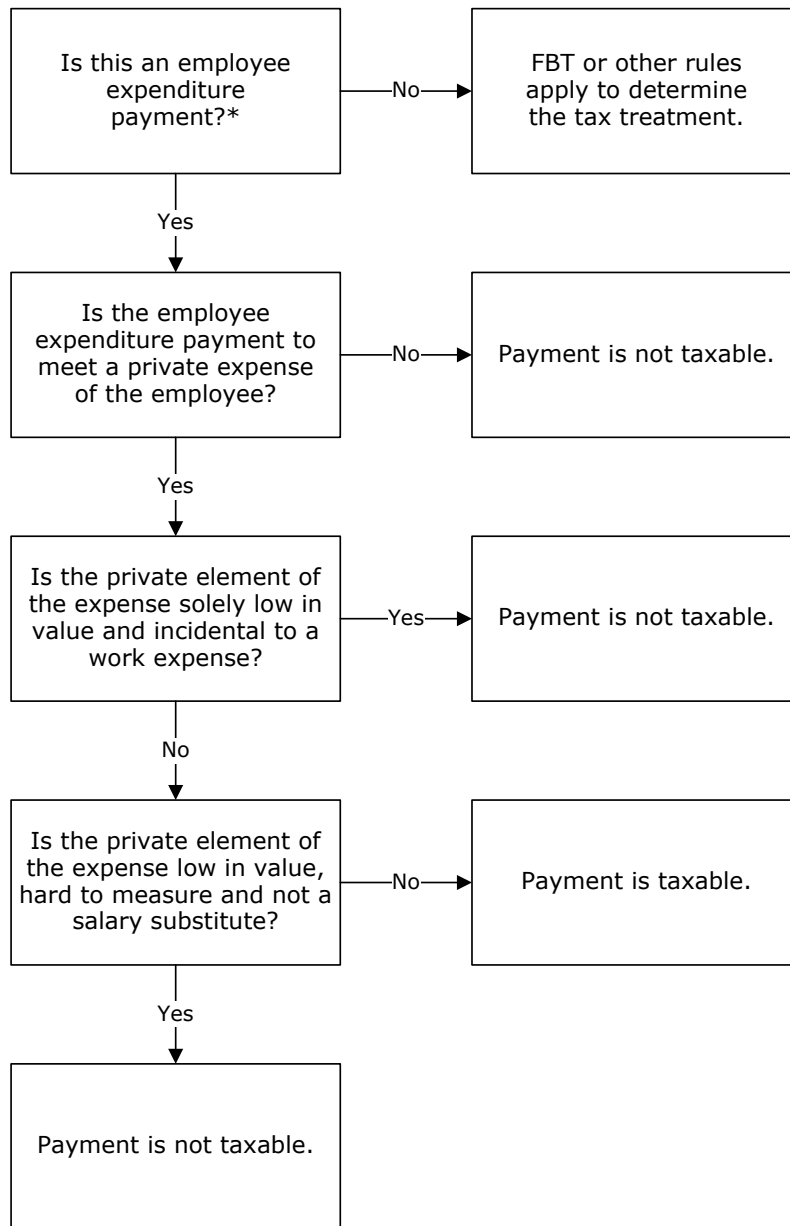 Is this an employee
expenditure
payment?*
No
FBT or other rules
apply to determine
the tax treatment.
Yes
Is the employee
expenditure payment to
meet a private expense
of the employee?
No
Payment is not taxable.
Yes
Is the private element of
the expense solely low in
value and incidental to a
work expense?
Yes
Payment is not taxable.
No
Is the private element of
the expense low in value,
hard to measure and not a
salary substitute?
No
Payment is taxable.
Yes
Payment is not taxable.